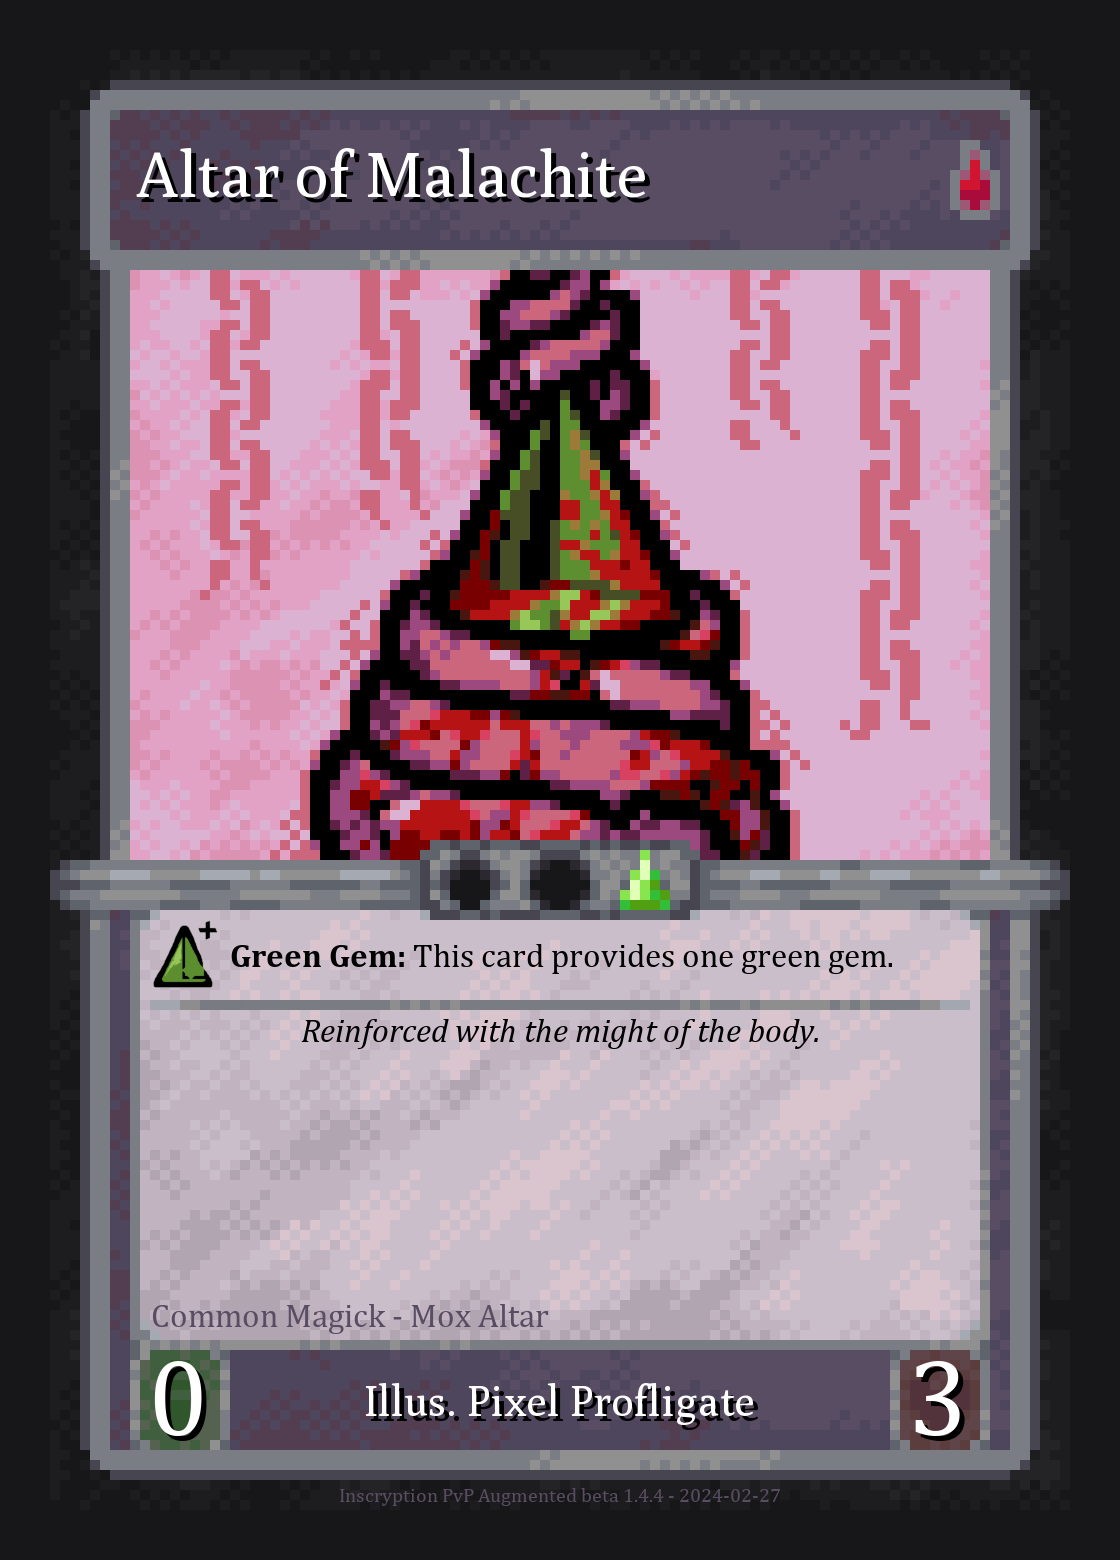 Altar of Malachite
Green Gem: This card provides one green gem.
Reinforced with the might of the body.
Common Magick - Mox Altar
0
Illus. Pixel Profligate
3
Inscryption PvP Augmented beta 1.4.4 - 2024-02-27